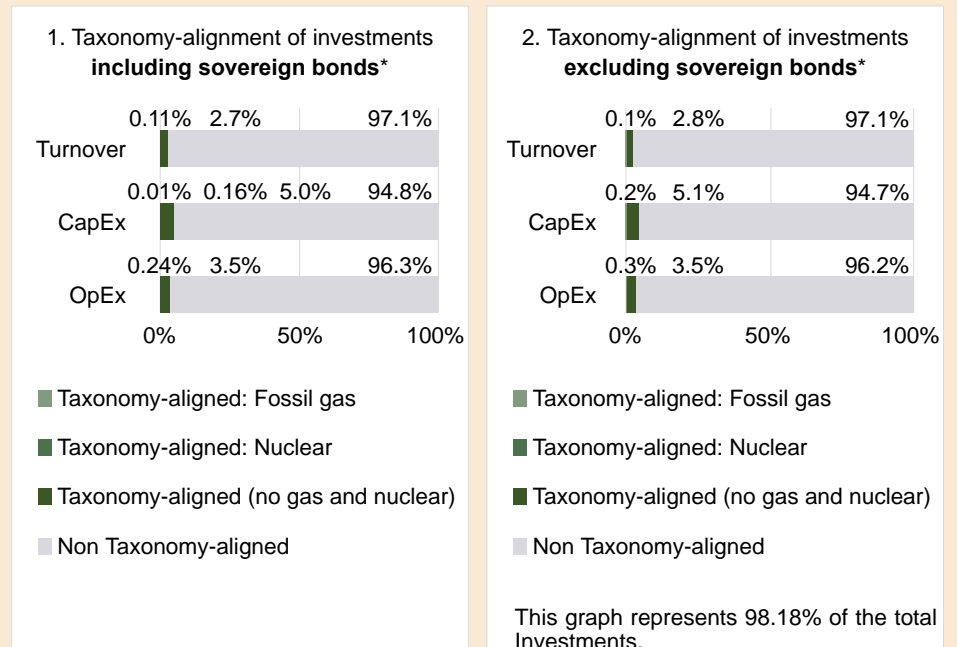 1. Taxonomy-alignment of investments
including sovereign bonds*
0.11% 2.7% 97.1%
Turnover
0.01% 0.16% 5.0% 94.8%
CapEx
0.24% 3.5% 96.3%
OpEx
0% 50% 100%
Taxonomy-aligned: Fossil gas
Taxonomy-aligned: Nuclear
Taxonomy-aligned (no gas and nuclear)
Non Taxonomy-aligned
2. Taxonomy-alignment of investments
excluding sovereign bonds*
0.1% 2.8% 97.1%
Turnover
0.2% 5.1% 94.7%
CapEx
0.3% 3.5% 96.2%
OpEx
0% 50% 100%
Taxonomy-aligned: Fossil gas
Taxonomy-aligned: Nuclear
Taxonomy-aligned (no gas and nuclear)
Non Taxonomy-aligned
This graph represents 98.18% of the total
Investments.